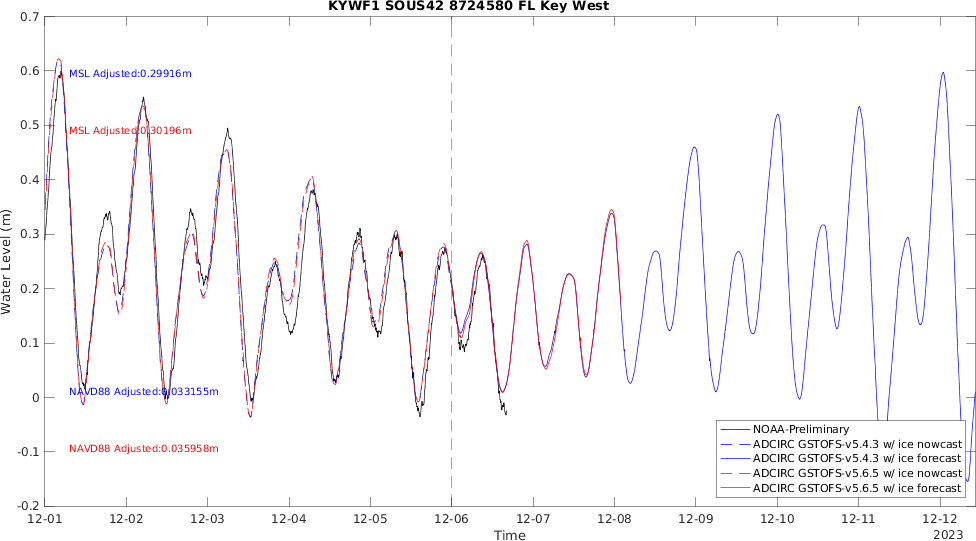 KYWF1 SOUS42 8724580 FL Key West
0.7
0.6
0.5
0.4
0.3
0.2
0.1
0
-0.1
-0.2
Water Level (m)
MSL Adjusted:0.29916m
MSL Adjusted:0.30196m
NAVD88 Adjusted:0.033155m
NAVD88 Adjusted:0.035958m
NOAA-Preliminary
ADCIRC GSTOFS-v5.4.3 w/ ice nowcast
ADCIRC GSTOFS-v5.4.3 w/ ice forecast
ADCIRC GSTOFS-v5.6.5 w/ ice nowcast
ADCIRC GSTOFS-v5.6.5 w/ ice forecast
12-01 12-02 12-03 12-04 12-05 12-06 12-07 12-08 12-09 12-10 12-11 12-12
2023
Time